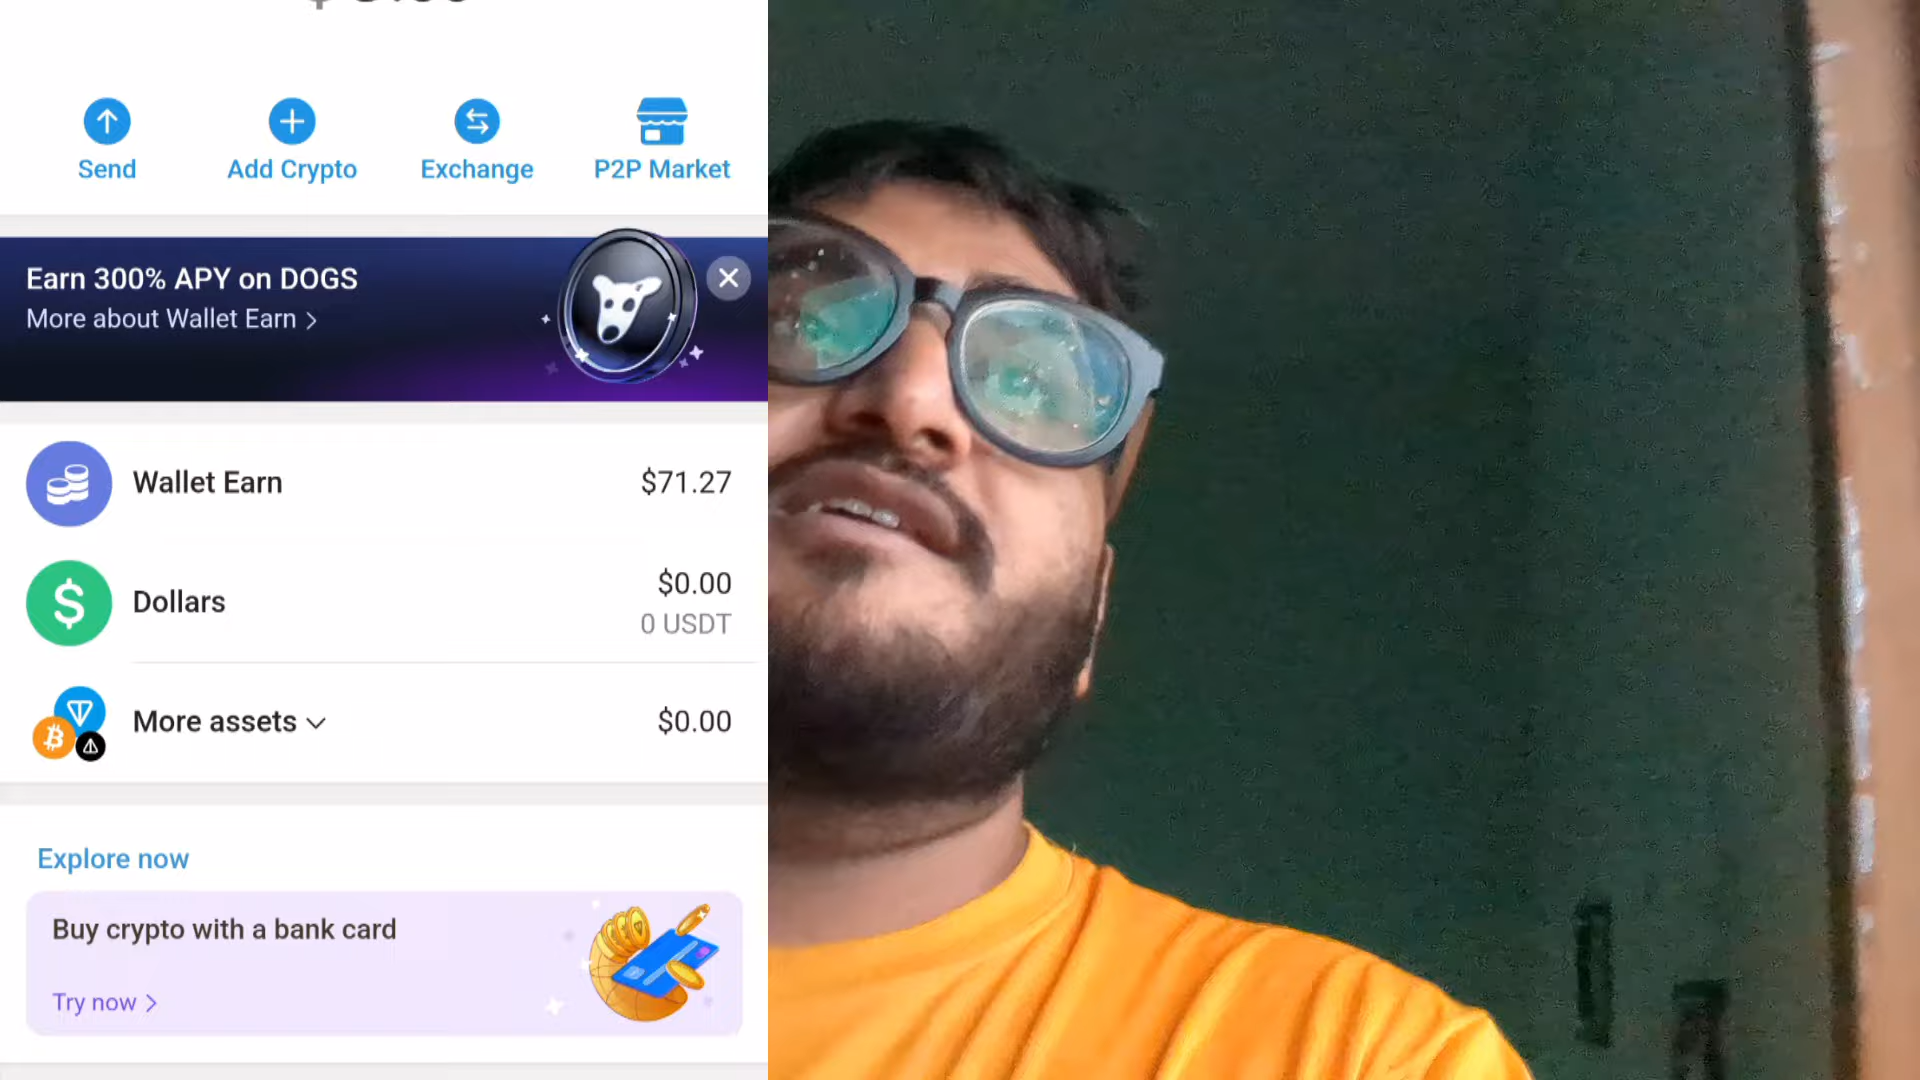 Send
Add Crypto
Exchange
P2P Market
Earn 300% APY on DOGS
More about Wallet Earn >
Wallet Earn
$71.27
Dollars
$0.00
0 USDT
More assets
$0.00
Explore now
Buy crypto with a bank card
Try now >